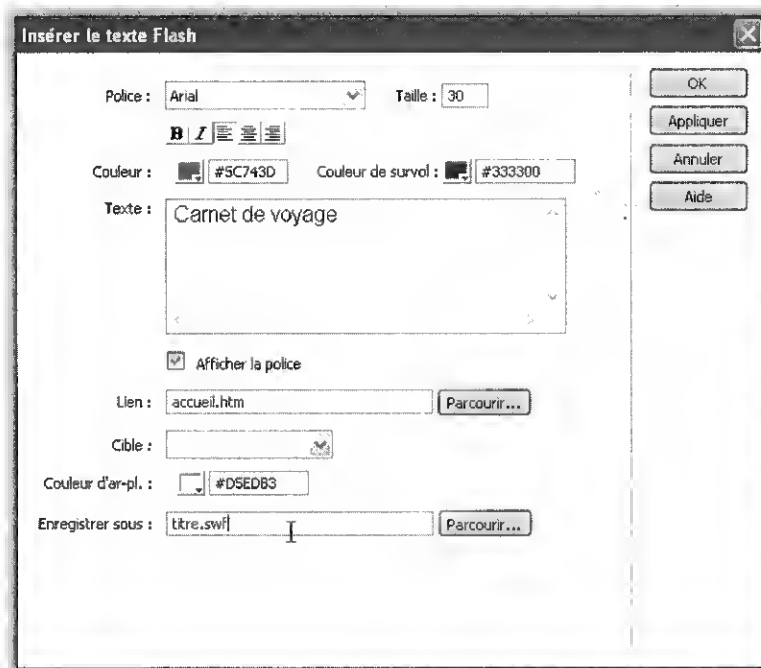 Insérer le texte Flash
Police : Arial Taille : 30 OK
B I Appliquer
Couleur : #5C743D Couleur de survol : #333300 Annuler
Texte : Carnet de voyage Aide
Afficher la police
Lien : accueil.htm Parcourir...
Cible :
Couleur d'ar-pl. : #D5EDB3
Enregistrer sous : titre.swf Parcourir...